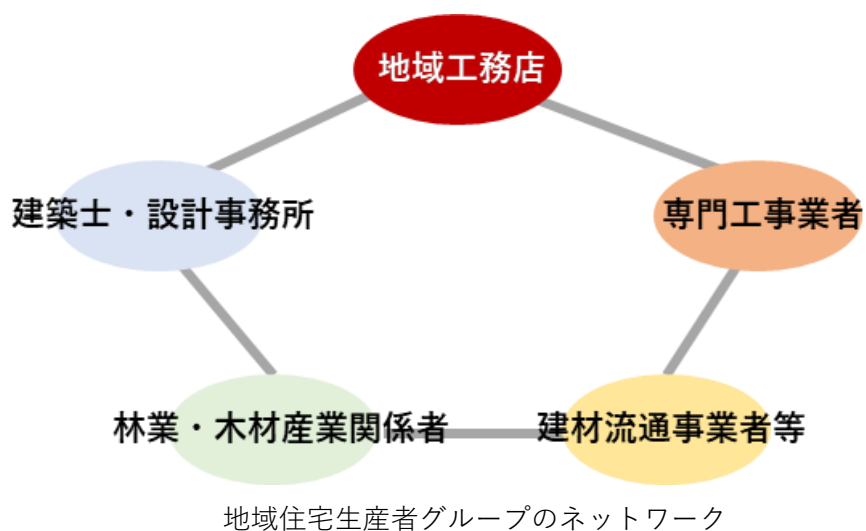 地域工務店
建築士・設計事務所
専門工事業者
林業・木材産業関係者
建材流通事業者等
地域住宅生産者グループのネットワーク